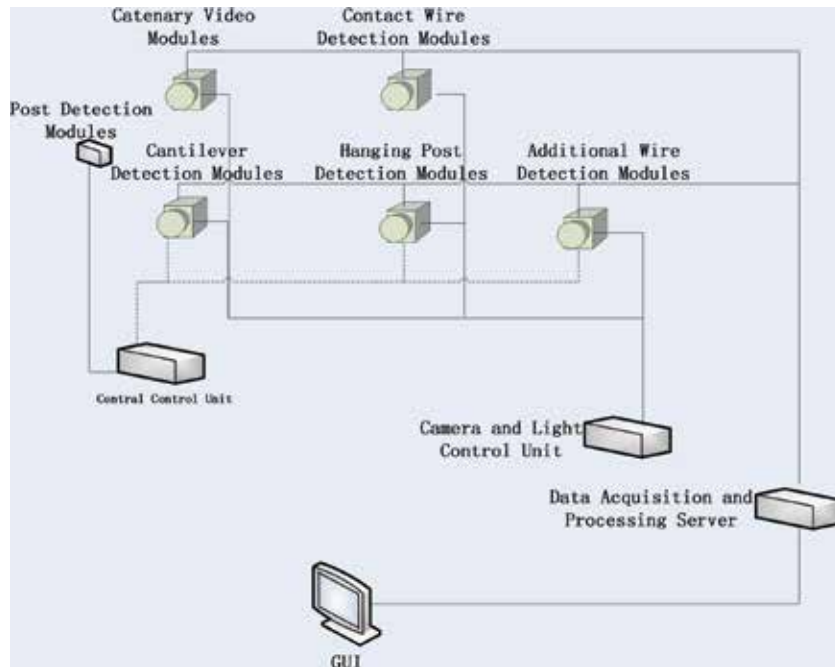 Catenary Video
Modules
Contact Wire
Detection Modules
Post Detection
Modules
Cantilever
Detection Modules
Hanging Post
Detection Modules
Additional Wire
Detection Modules
Contral Control Unit
Camera and Light
Control Unit
Data Acquisition and
Processing Server
GUI